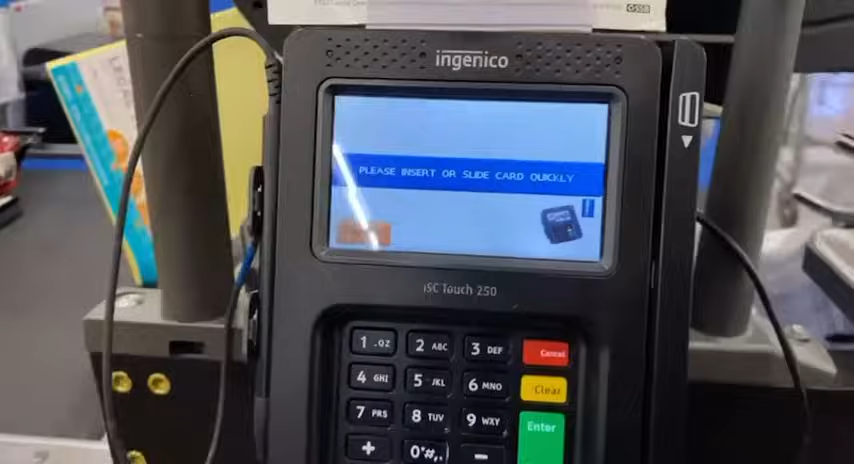 ingenico
PLEASE INSERT OR SLIDE CARD QUICKLY
iSC Touch 250
1 .QZ
2 ABC
3 DEF
Cancel
4 GHI
5 JKL
6 MNO
Clear
7 PRS
8 TUV
9 WXY
Enter
+
0*#,.
-